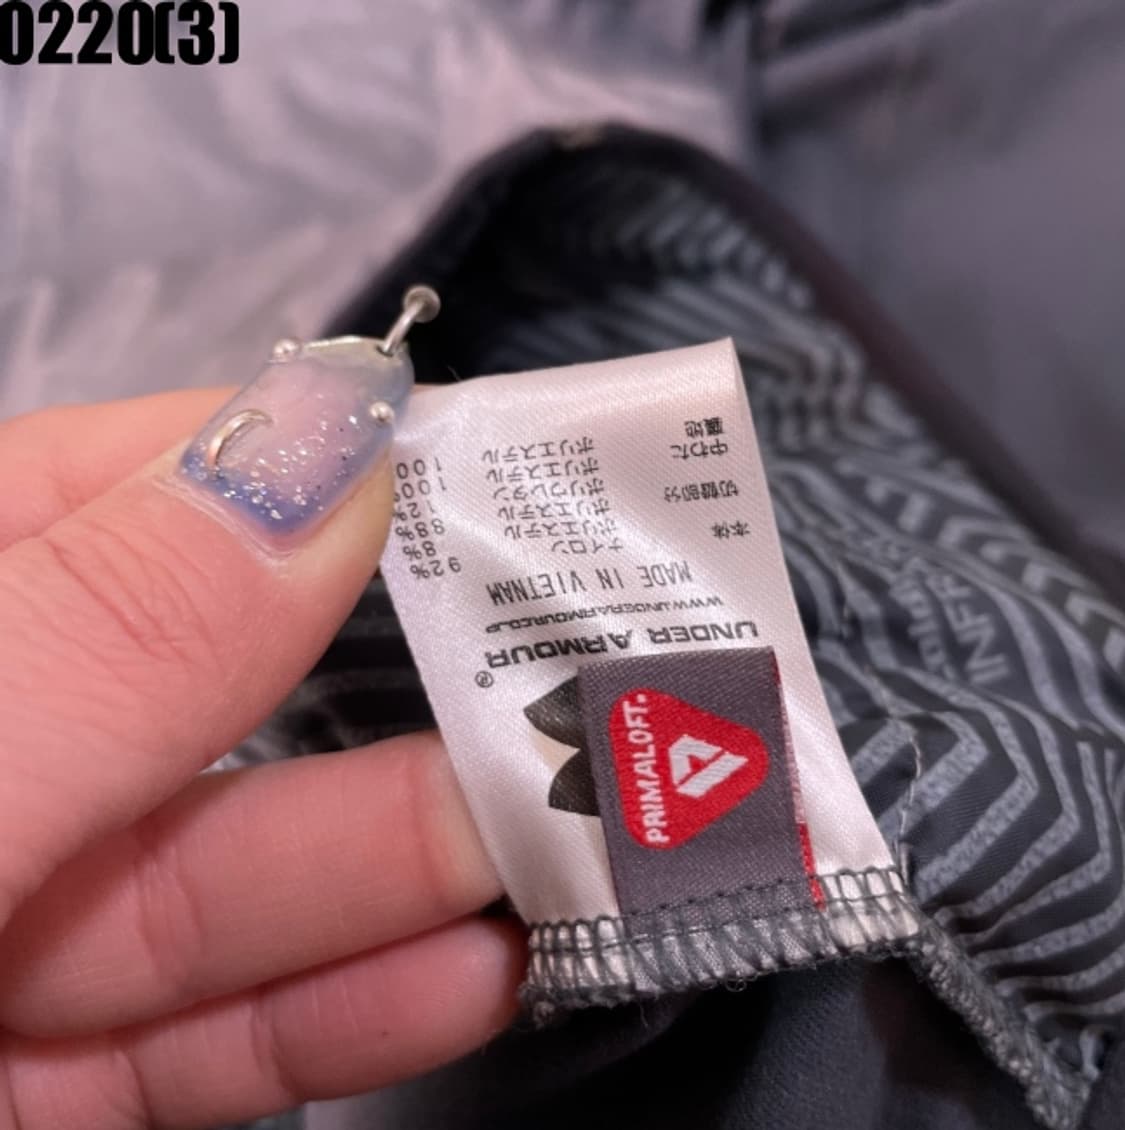 0220(3)
UNDER ARMOUR®
WWW.UNDERARMOUR.CO.JP
MADE IN VIETNAM
本体 ナイロン 92%
ポリエステル 8%
切替部分 ポリエステル 88%
ポリウレタン 12%
中わた ポリエステル 100%
裏地 ポリエステル 100
PRIMALOFT.